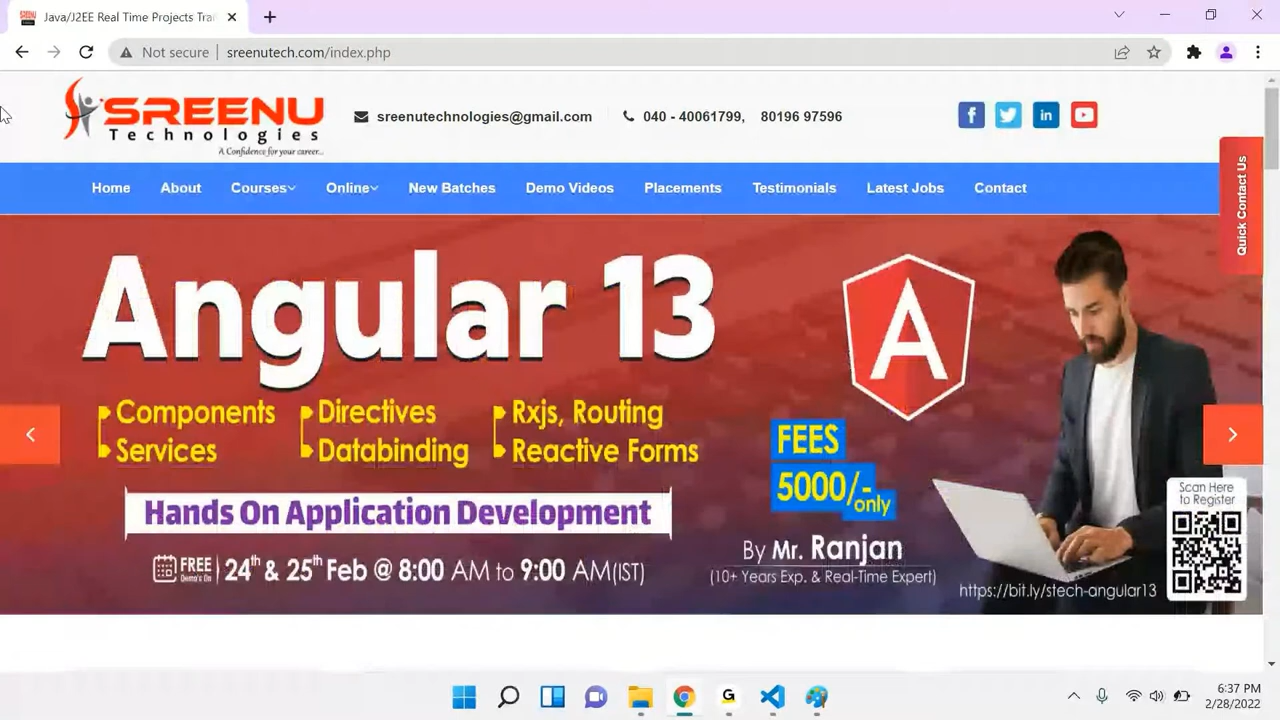 Java/J2EE Real Time Projects Trai
Not secure
sreenutech.com/index.php
SREENU
Technologies
A Confidence for your career...
sreenutechnologies@gmail.com
040 - 40061799, 80196 97596
Home About Courses Online New Batches Demo Videos Placements Testimonials Latest Jobs Contact
Quick Contact Us
Angular 13
A
Components Directives Rxjs, Routing
Services Databinding Reactive Forms
FEES
5000/- only
Hands On Application Development
FREE Demo's On 24th & 25th Feb @ 8:00 AM to 9:00 AM(IST)
By Mr. Ranjan
(10+ Years Exp. & Real-Time Expert)
Scan Here
to Register
https://bit.ly/stech-angular13
6:37 PM
2/28/2022